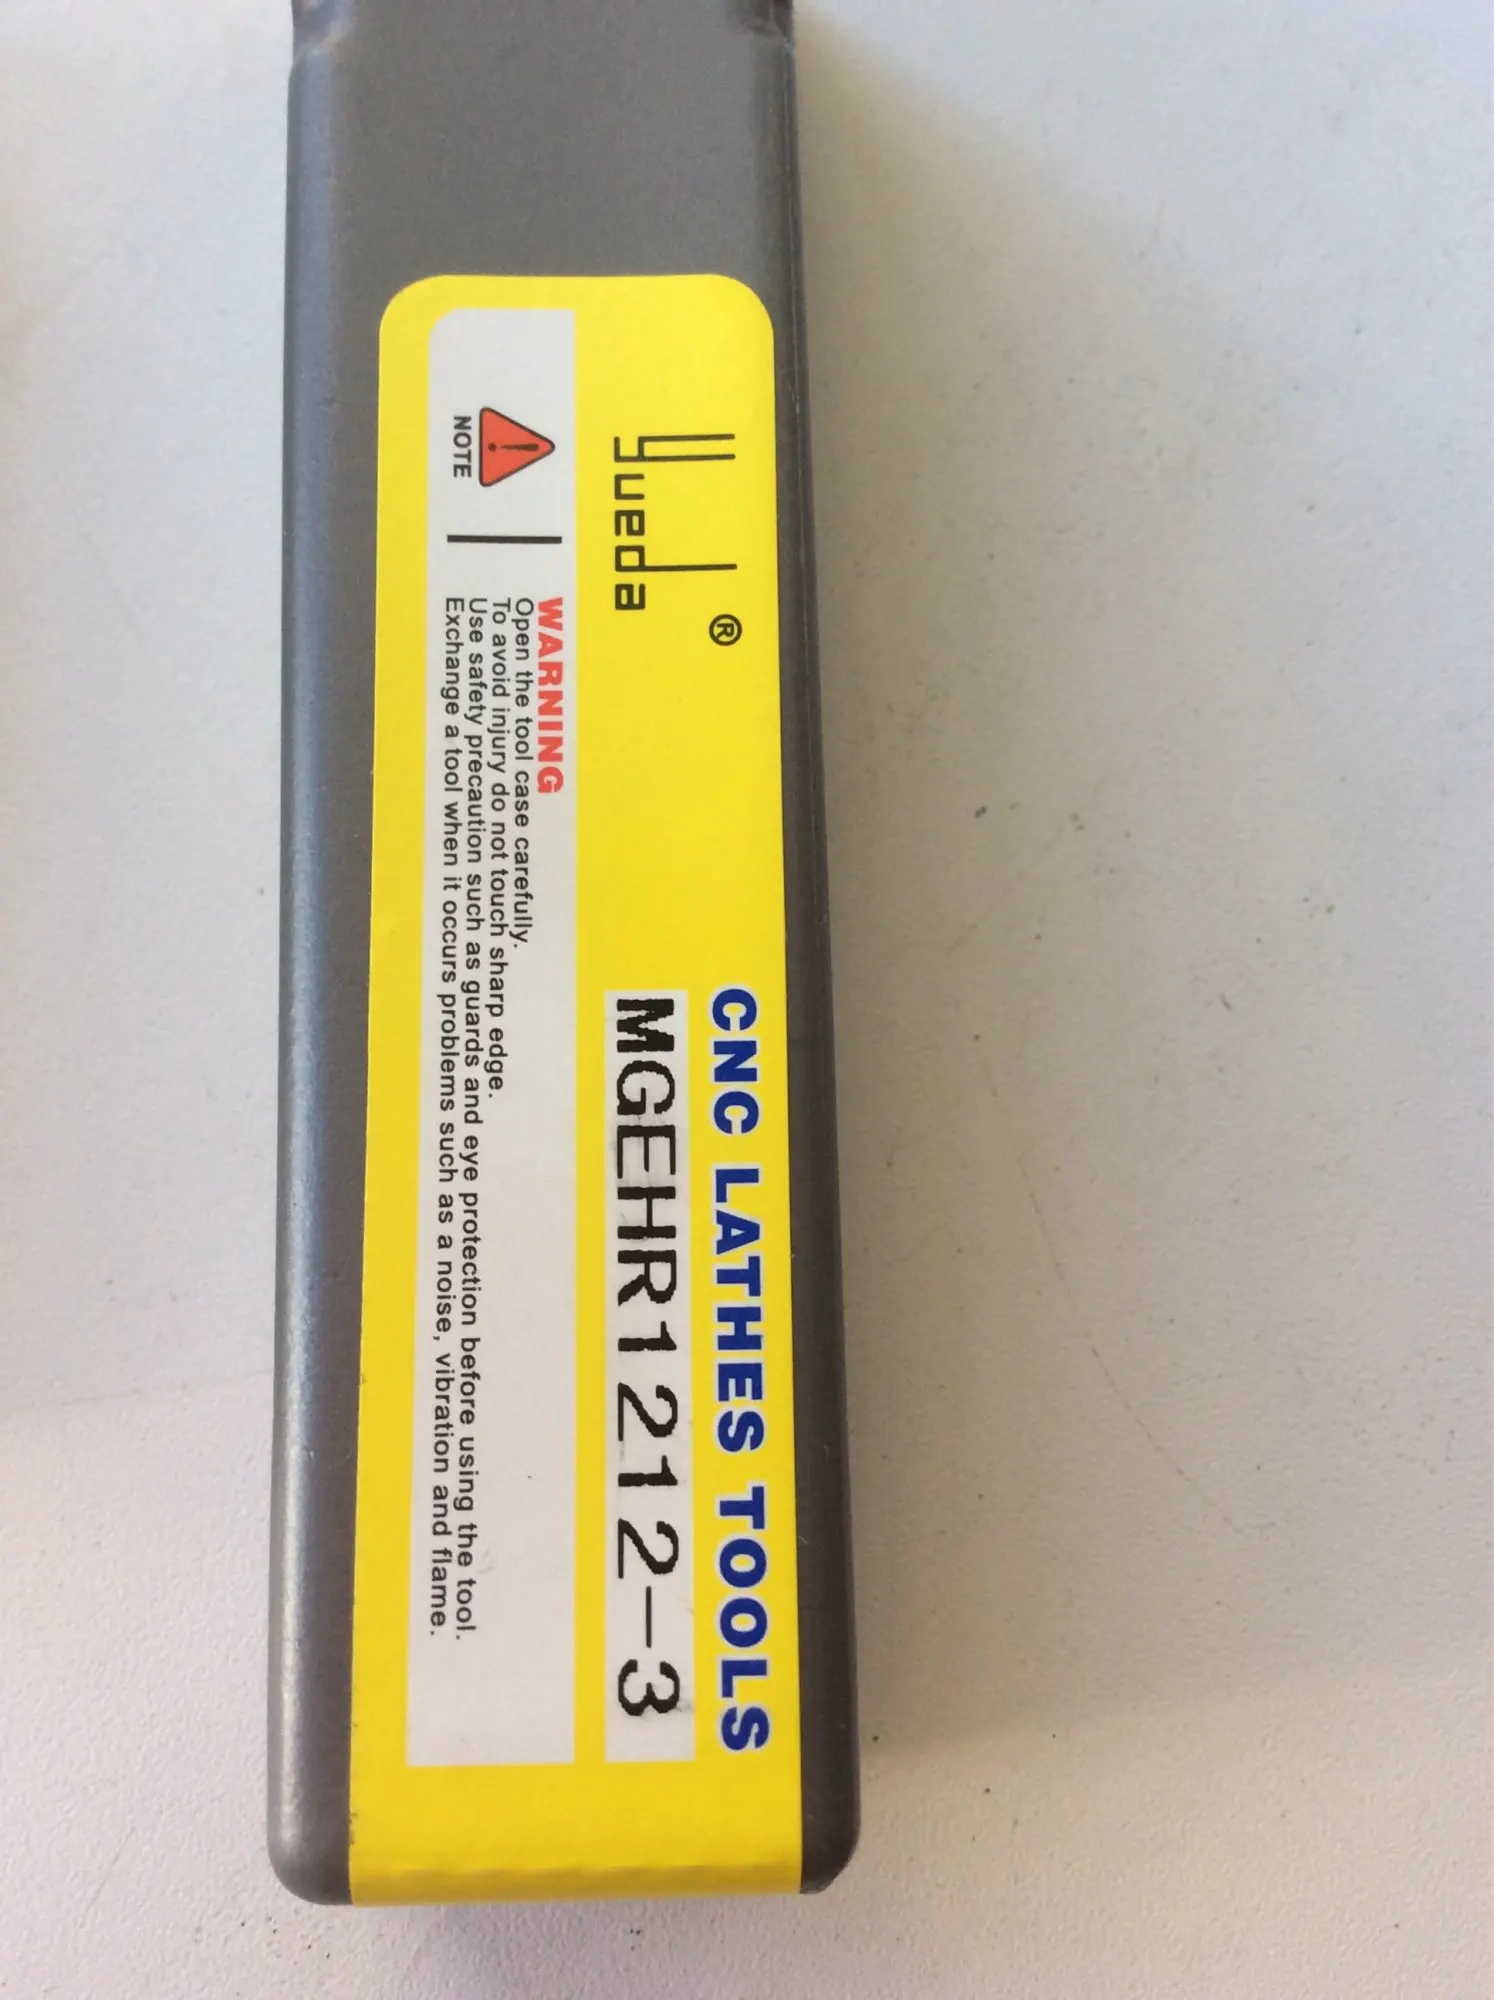 yueda®
CNC LATHES TOOLS
MGEHR1212-3
NOTE
WARNING
Open the tool case carefully.
To avoid injury do not touch sharp edge.
Use safety precaution such as guards and eye protection before using the tool.
Exchange a tool when it occurs problems such as a noise, vibration and flame.